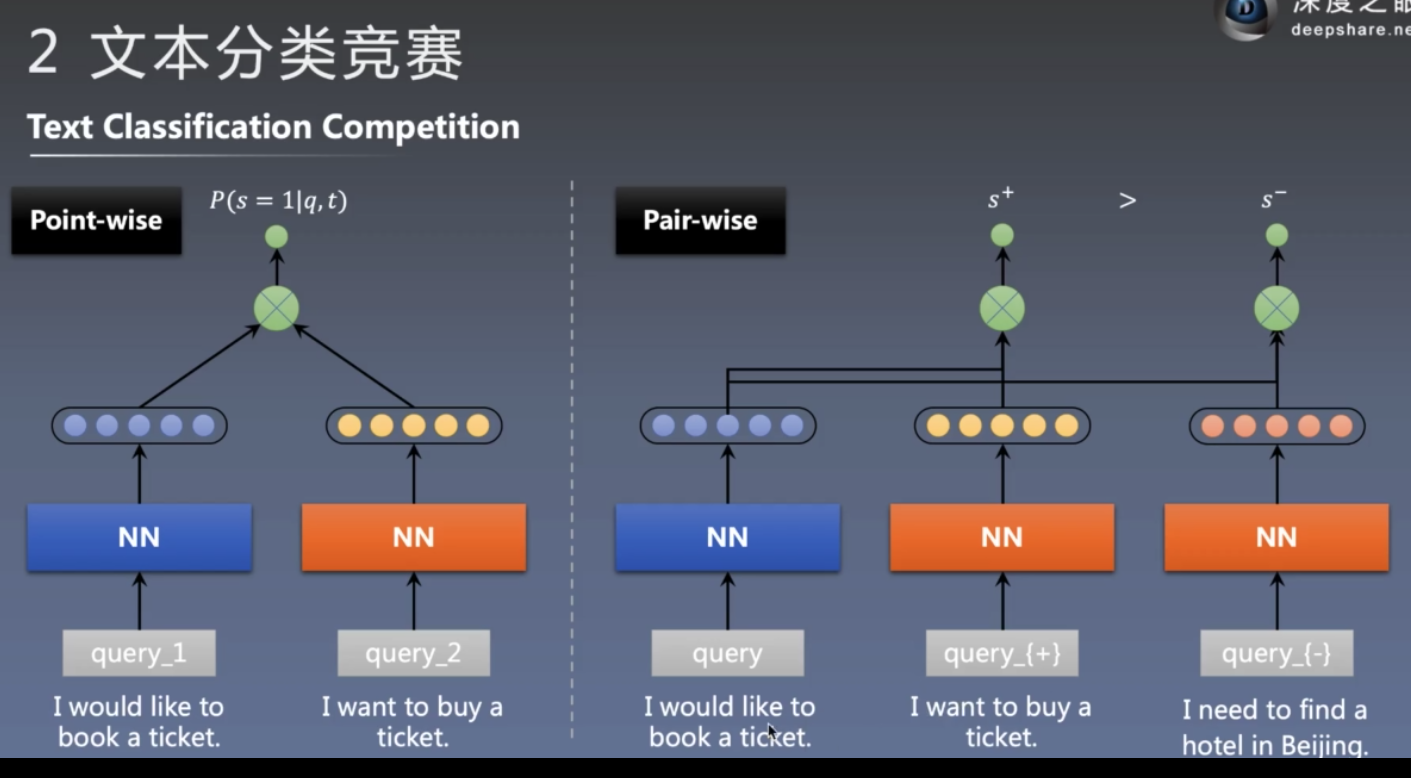 深度之眼
deepshare.ne
2 文本分类竞赛
Text Classification Competition
Point-wise
P(s = 1|q, t)
NN
NN
query_1
query_2
I would like to
book a ticket.
I want to buy a
ticket.
Pair-wise
s⁺ > s⁻
NN
NN
NN
query
query_{+}
query_{-}
I would like to
book a ticket.
I want to buy a
ticket.
I need to find a
hotel in Beijing.